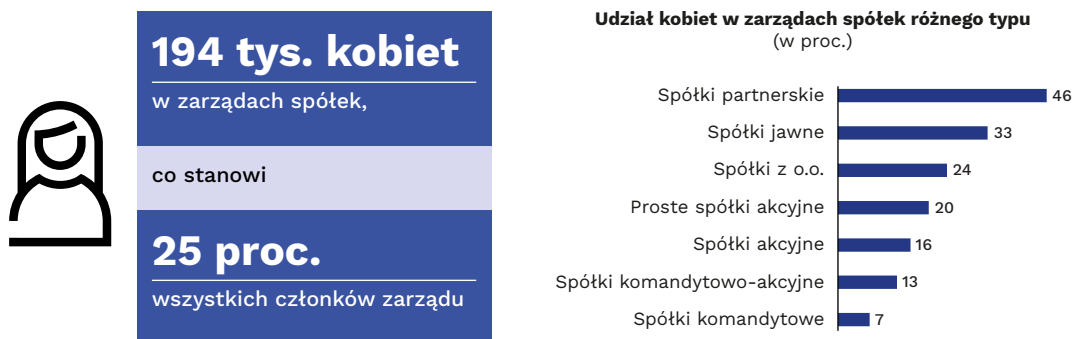 194 tys. kobiet
w zarządach spółek,
co stanowi
25 proc.
wszystkich członków zarządu
Udział kobiet w zarządach spółek różnego typu
(w proc.)
Spółki partnerskie 46
Spółki jawne 33
Spółki z o.o. 24
Proste spółki akcyjne 20
Spółki akcyjne 16
Spółki komandytowo-akcyjne 13
Spółki komandytowe 7